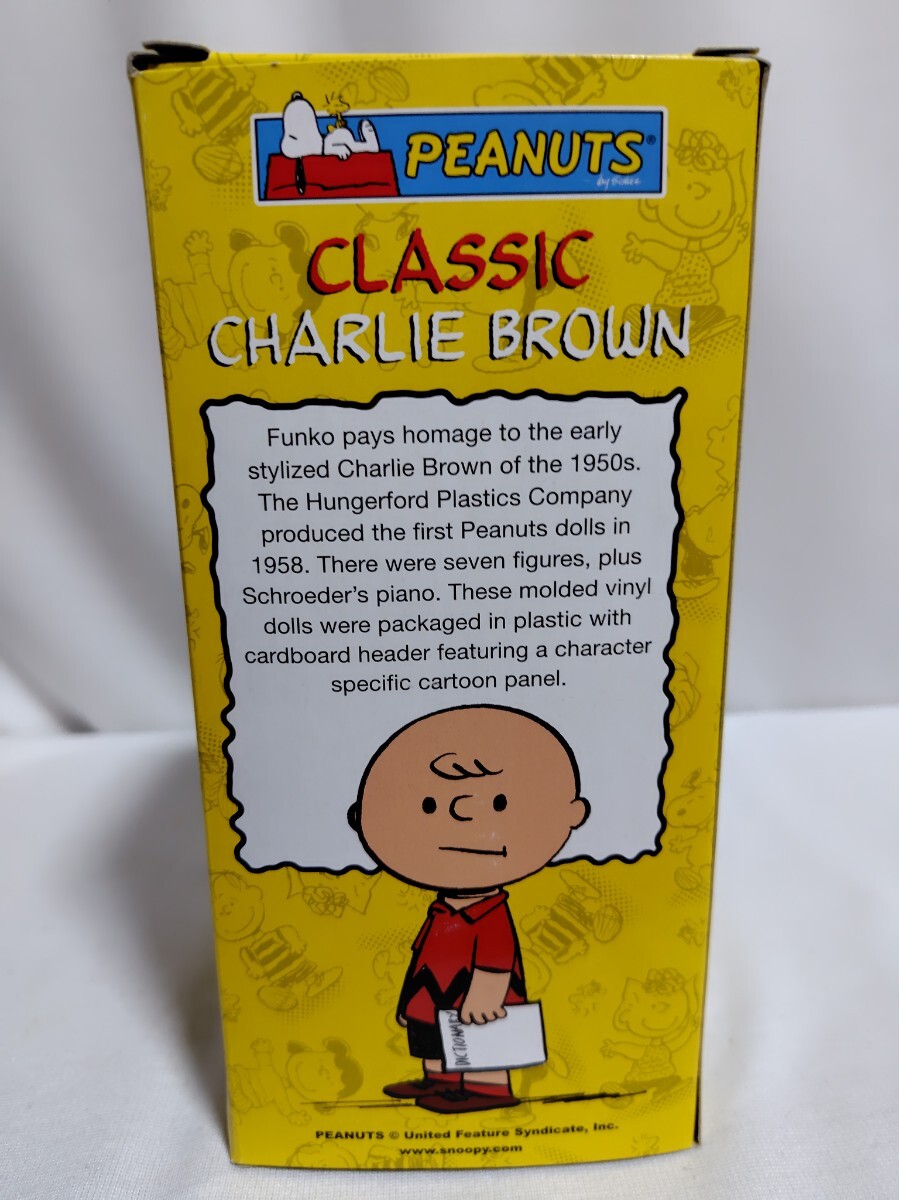 PEANUTS®
by Schulz
CLASSIC
CHARLIE BROWN
Funko pays homage to the early
stylized Charlie Brown of the 1950s.
The Hungerford Plastics Company
produced the first Peanuts dolls in
1958. There were seven figures, plus
Schroeder's piano. These molded vinyl
dolls were packaged in plastic with
cardboard header featuring a character
specific cartoon panel.
DICTIONARY
PEANUTS © United Feature Syndicate, Inc.
www.snoopy.com